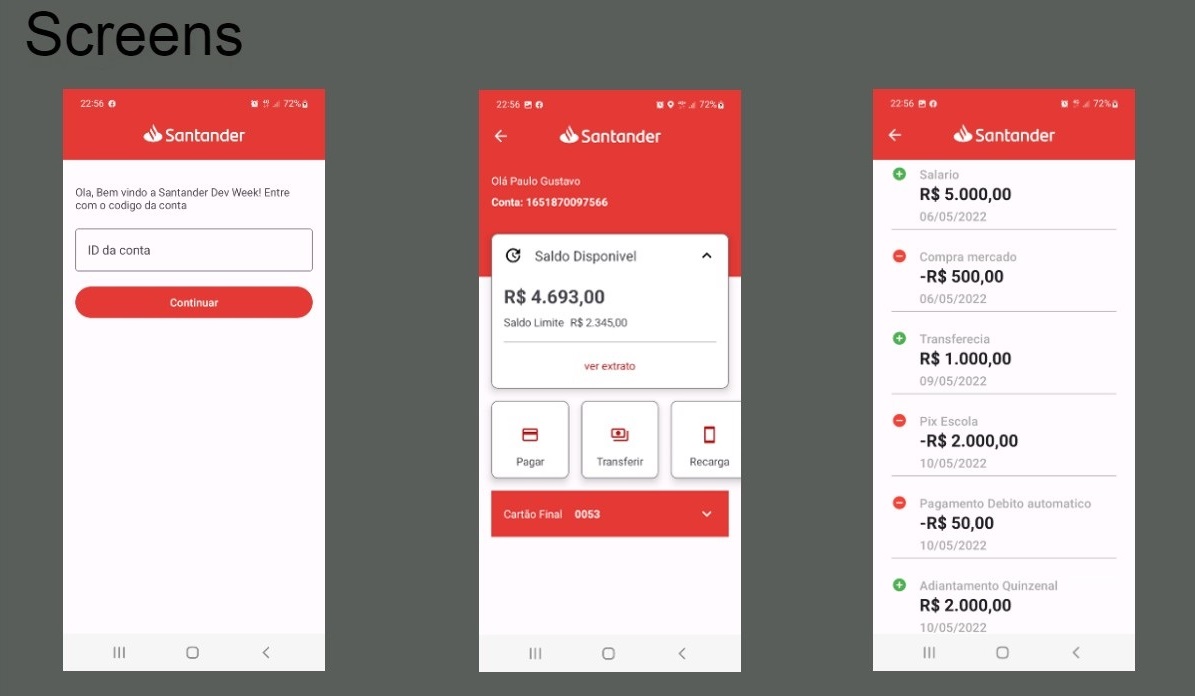 Screens
22:56
72%
Santander
Ola, Bem vindo a Santander Dev Week! Entre
com o codigo da conta
ID da conta
Continuar
22:56
72%
Santander
Olá Paulo Gustavo
Conta: 1651870097566
Saldo Disponivel
R$ 4.693,00
Saldo Limite R$ 2.345,00
ver extrato
Pagar
Transferir
Recarga
Cartão Final 0053
22:56
72%
Santander
Salario
R$ 5.000,00
06/05/2022
Compra mercado
-R$ 500,00
06/05/2022
Transferecia
R$ 1.000,00
09/05/2022
Pix Escola
-R$ 2.000,00
10/05/2022
Pagamento Debito automatico
-R$ 50,00
10/05/2022
Adiantamento Quinzenal
R$ 2.000,00
10/05/2022